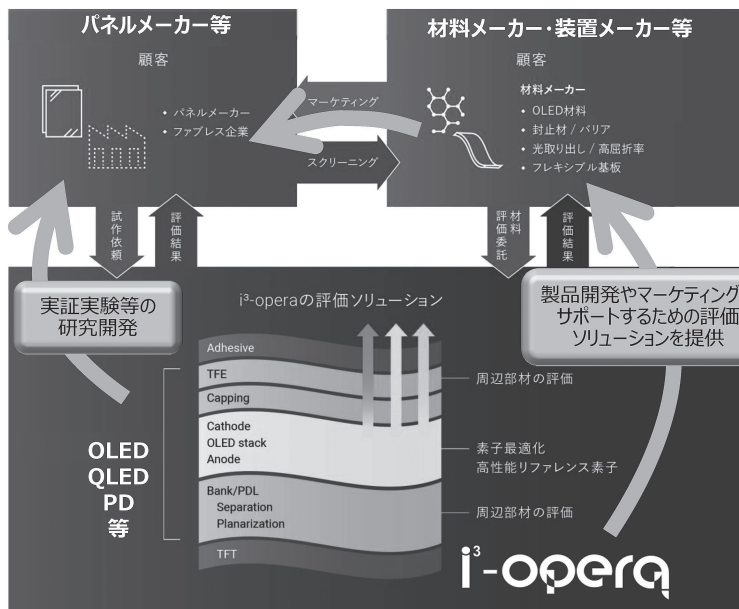 パネルメーカー等
顧客
• パネルメーカー
• ファブレス企業
マーケティング
スクリーニング
材料メーカー・装置メーカー等
顧客
材料メーカー
• OLED材料
• 封止材 / バリア
• 光取り出し / 高屈折率
• フレキシブル基板
試作依頼
評価結果
材料
評価委託
評価結果
実証実験等の
研究開発
i³-operaの評価ソリューション
製品開発やマーケティング
サポートするための評価
ソリューションを提供
Adhesive
TFE
Capping
Cathode
OLED stack
Anode
Bank/PDL
Separation
Planarization
TFT
周辺部材の評価
素子最適化
高性能リファレンス素子
周辺部材の評価
OLED
QLED
PD
等
i³-opera